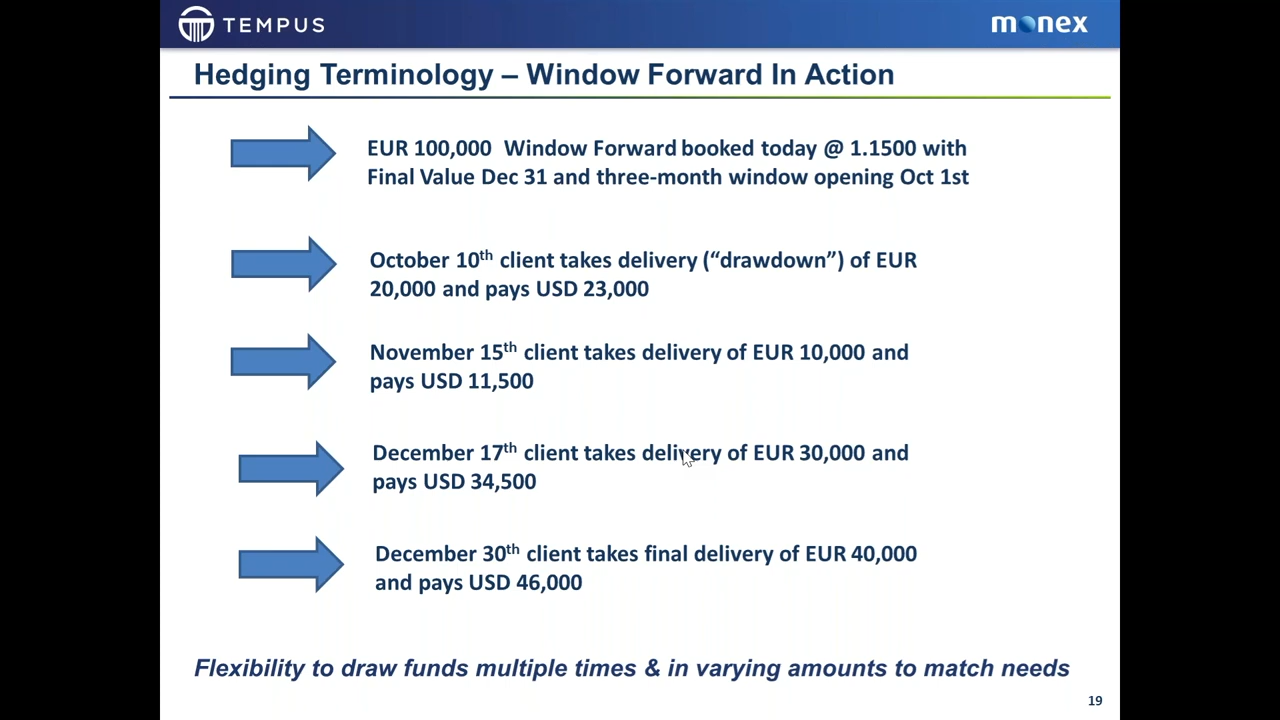 TEMPUS
monex
Hedging Terminology – Window Forward In Action
EUR 100,000 Window Forward booked today @ 1.1500 with
Final Value Dec 31 and three-month window opening Oct 1st
October 10th client takes delivery (“drawdown”) of EUR
20,000 and pays USD 23,000
November 15th client takes delivery of EUR 10,000 and
pays USD 11,500
December 17th client takes delivery of EUR 30,000 and
pays USD 34,500
December 30th client takes final delivery of EUR 40,000
and pays USD 46,000
Flexibility to draw funds multiple times & in varying amounts to match needs
19